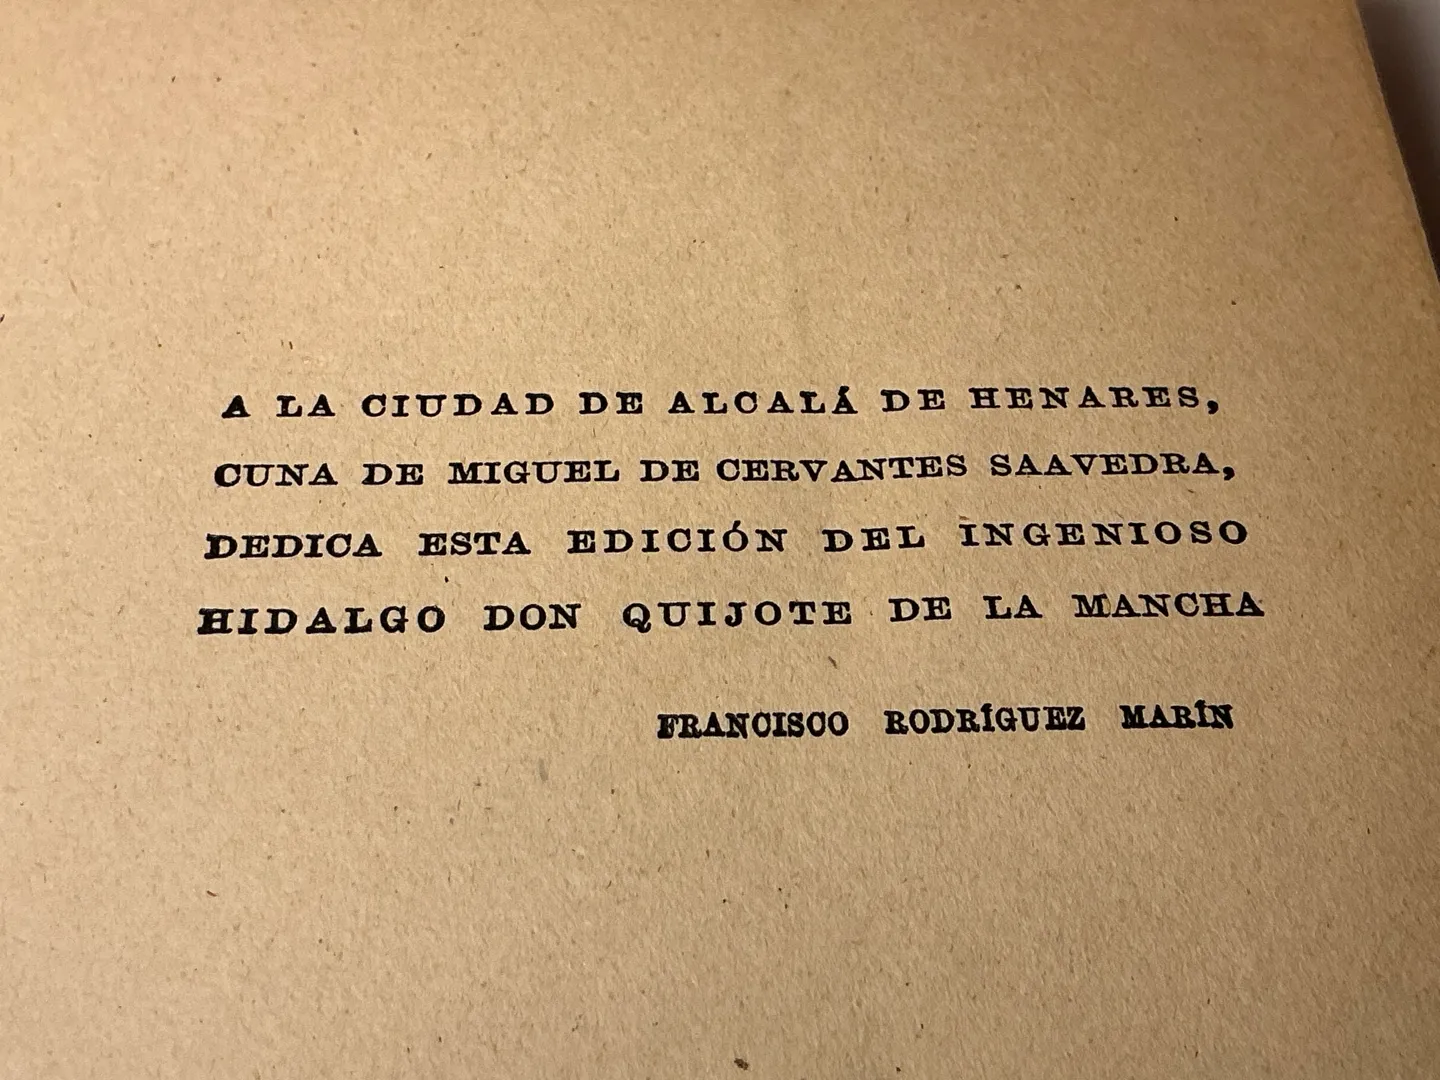 A LA CIUDAD DE ALCALÁ DE HENARES,
CUNA DE MIGUEL DE CERVANTES SAAVEDRA,
DEDICA ESTA EDICIÓN DEL INGENIOSO
HIDALGO DON QUIJOTE DE LA MANCHA
FRANCISCO RODRÍGUEZ MARÍN